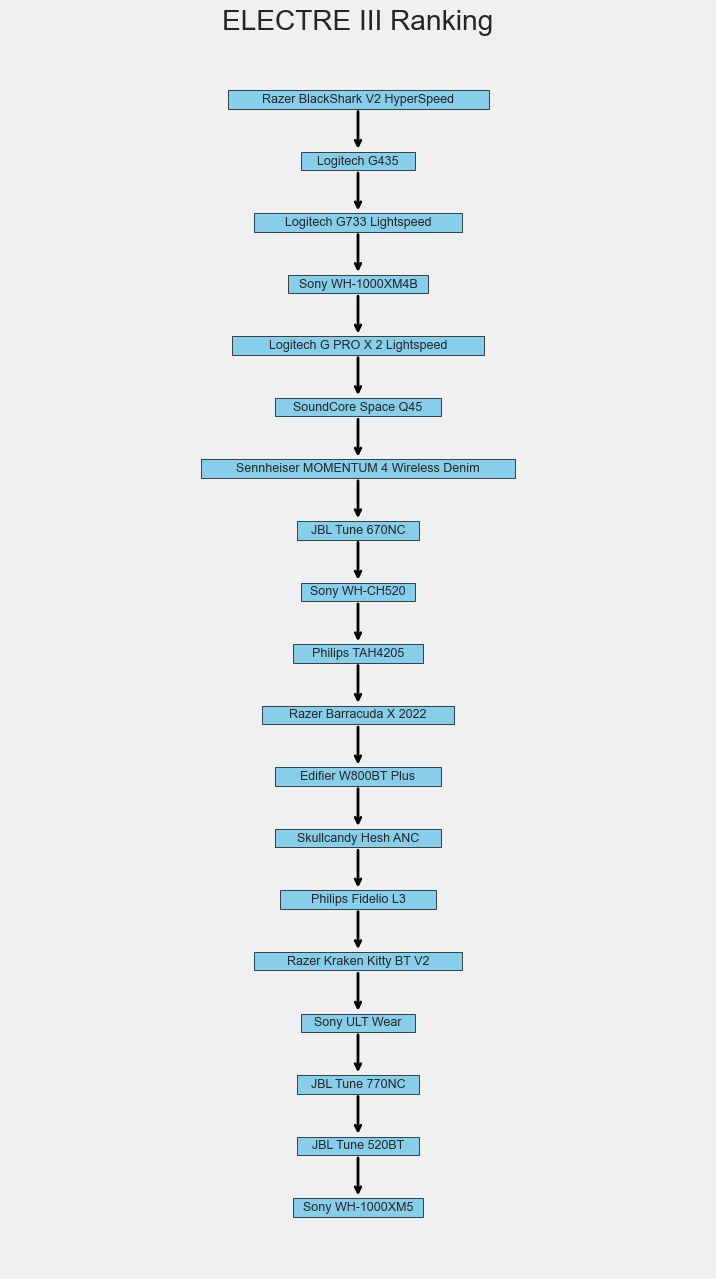 ELECTRE III Ranking
Razer BlackShark V2 HyperSpeed
Logitech G435
Logitech G733 Lightspeed
Sony WH-1000XM4B
Logitech G PRO X 2 Lightspeed
SoundCore Space Q45
Sennheiser MOMENTUM 4 Wireless Denim
JBL Tune 670NC
Sony WH-CH520
Philips TAH4205
Razer Barracuda X 2022
Edifier W800BT Plus
Skullcandy Hesh ANC
Philips Fidelio L3
Razer Kraken Kitty BT V2
Sony ULT Wear
JBL Tune 770NC
JBL Tune 520BT
Sony WH-1000XM5